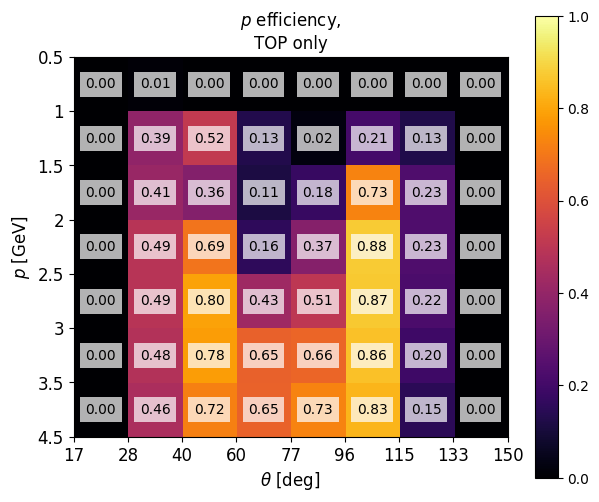 p efficiency,
TOP only
0.5
0.00 0.01 0.00 0.00 0.00 0.00 0.00 0.00
1
0.00 0.39 0.52 0.13 0.02 0.21 0.13 0.00
1.5
0.00 0.41 0.36 0.11 0.18 0.73 0.23 0.00
2
0.00 0.49 0.69 0.16 0.37 0.88 0.23 0.00
2.5
0.00 0.49 0.80 0.43 0.51 0.87 0.22 0.00
3
0.00 0.48 0.78 0.65 0.66 0.86 0.20 0.00
3.5
0.00 0.46 0.72 0.65 0.73 0.83 0.15 0.00
4.5
17 28 40 60 77 96 115 133 150
θ [deg]
p [GeV]
1.0
0.8
0.6
0.4
0.2
0.0